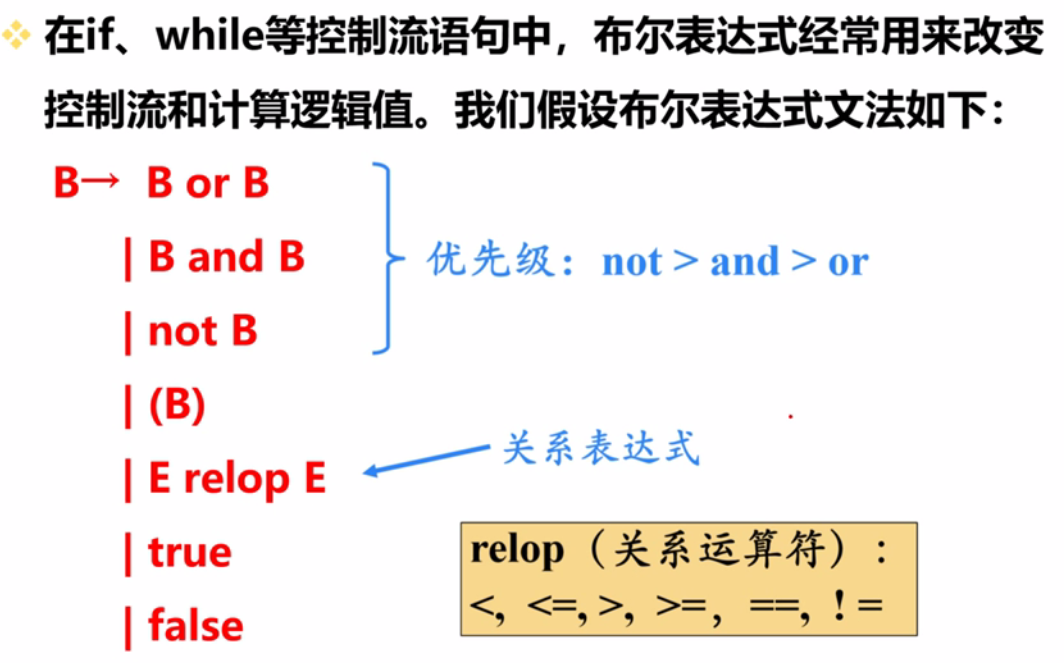 在if、while等控制流语句中，布尔表达式经常用来改变
控制流和计算逻辑值。我们假设布尔表达式文法如下：
B→ B or B
| B and B
优先级：not > and > or
| not B
| (B)
关系表达式
| E relop E
| true
relop（关系运算符）:
<, <=, >, >=, ==, ! =
| false